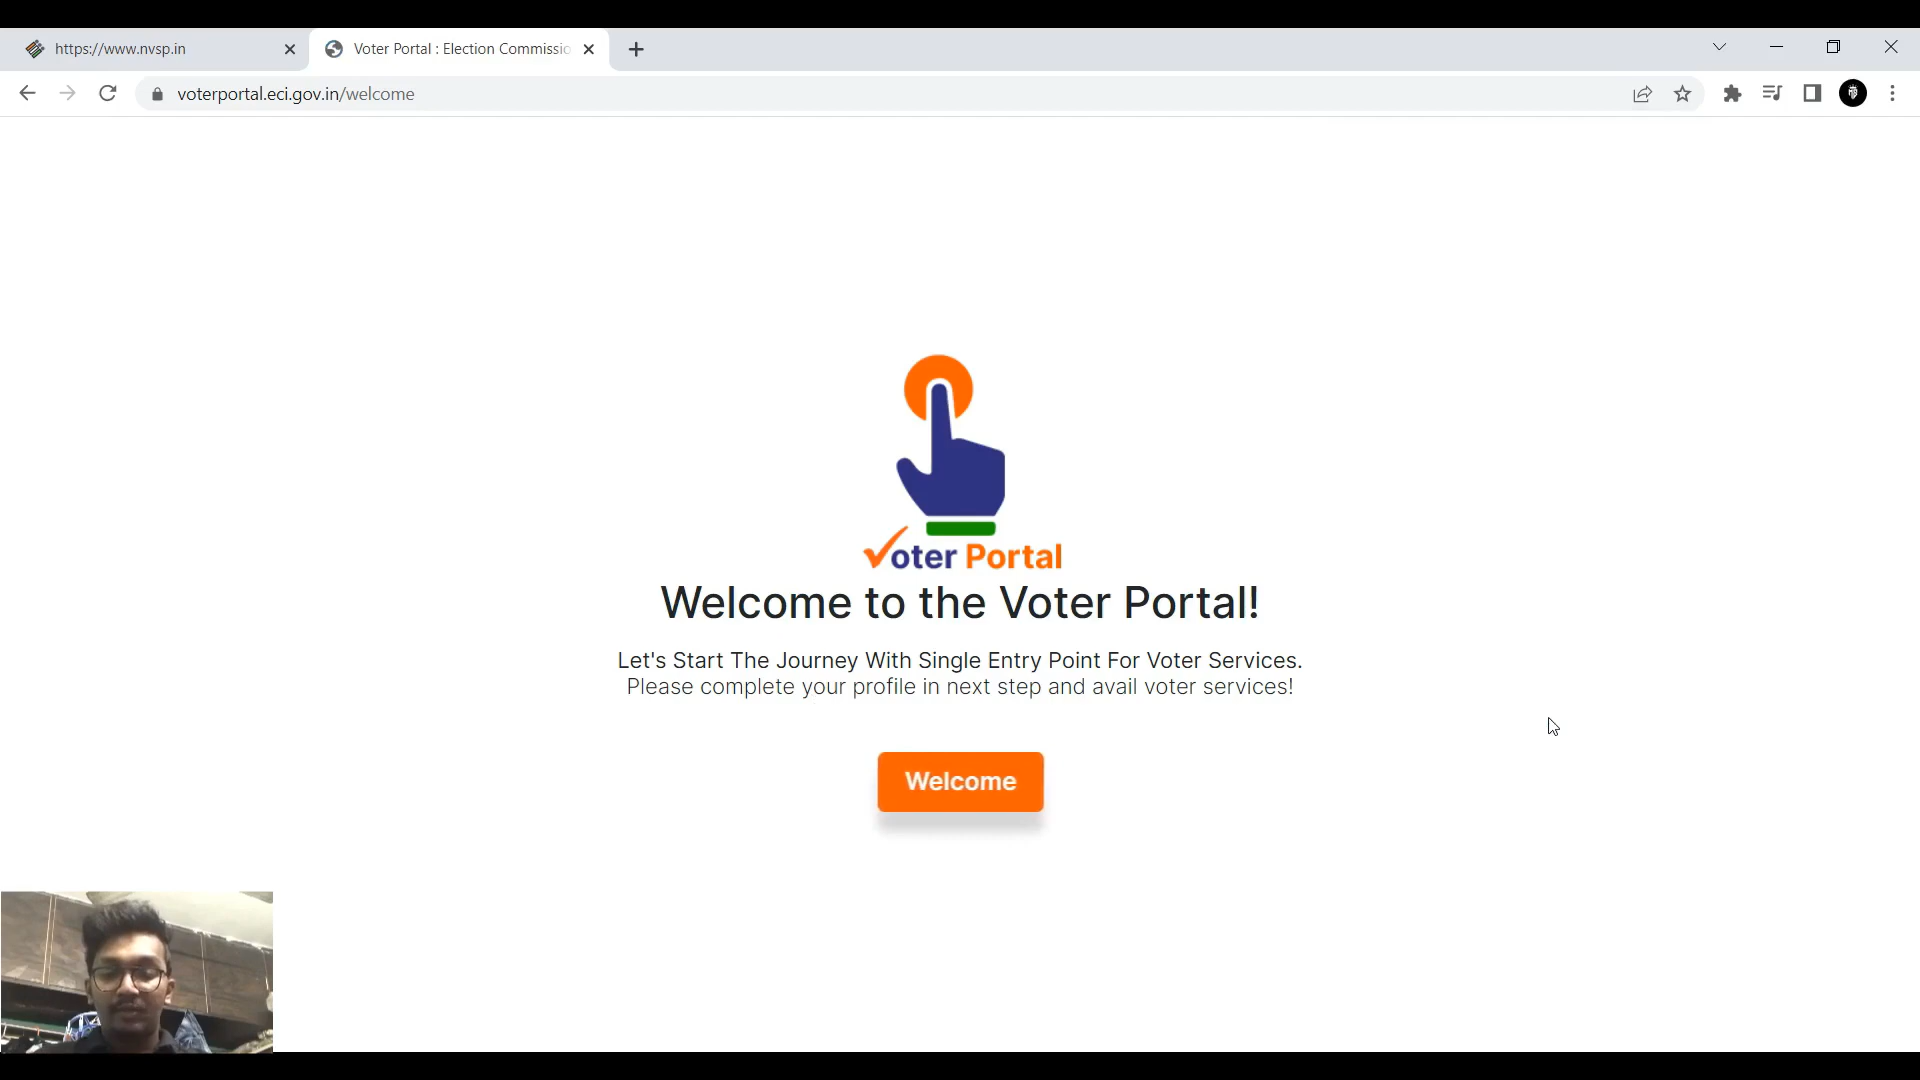 https://www.nvsp.in
Voter Portal : Election Commissio
voterportal.eci.gov.in/welcome
Voter Portal
Welcome to the Voter Portal!
Let's Start The Journey With Single Entry Point For Voter Services.
Please complete your profile in next step and avail voter services!
Welcome